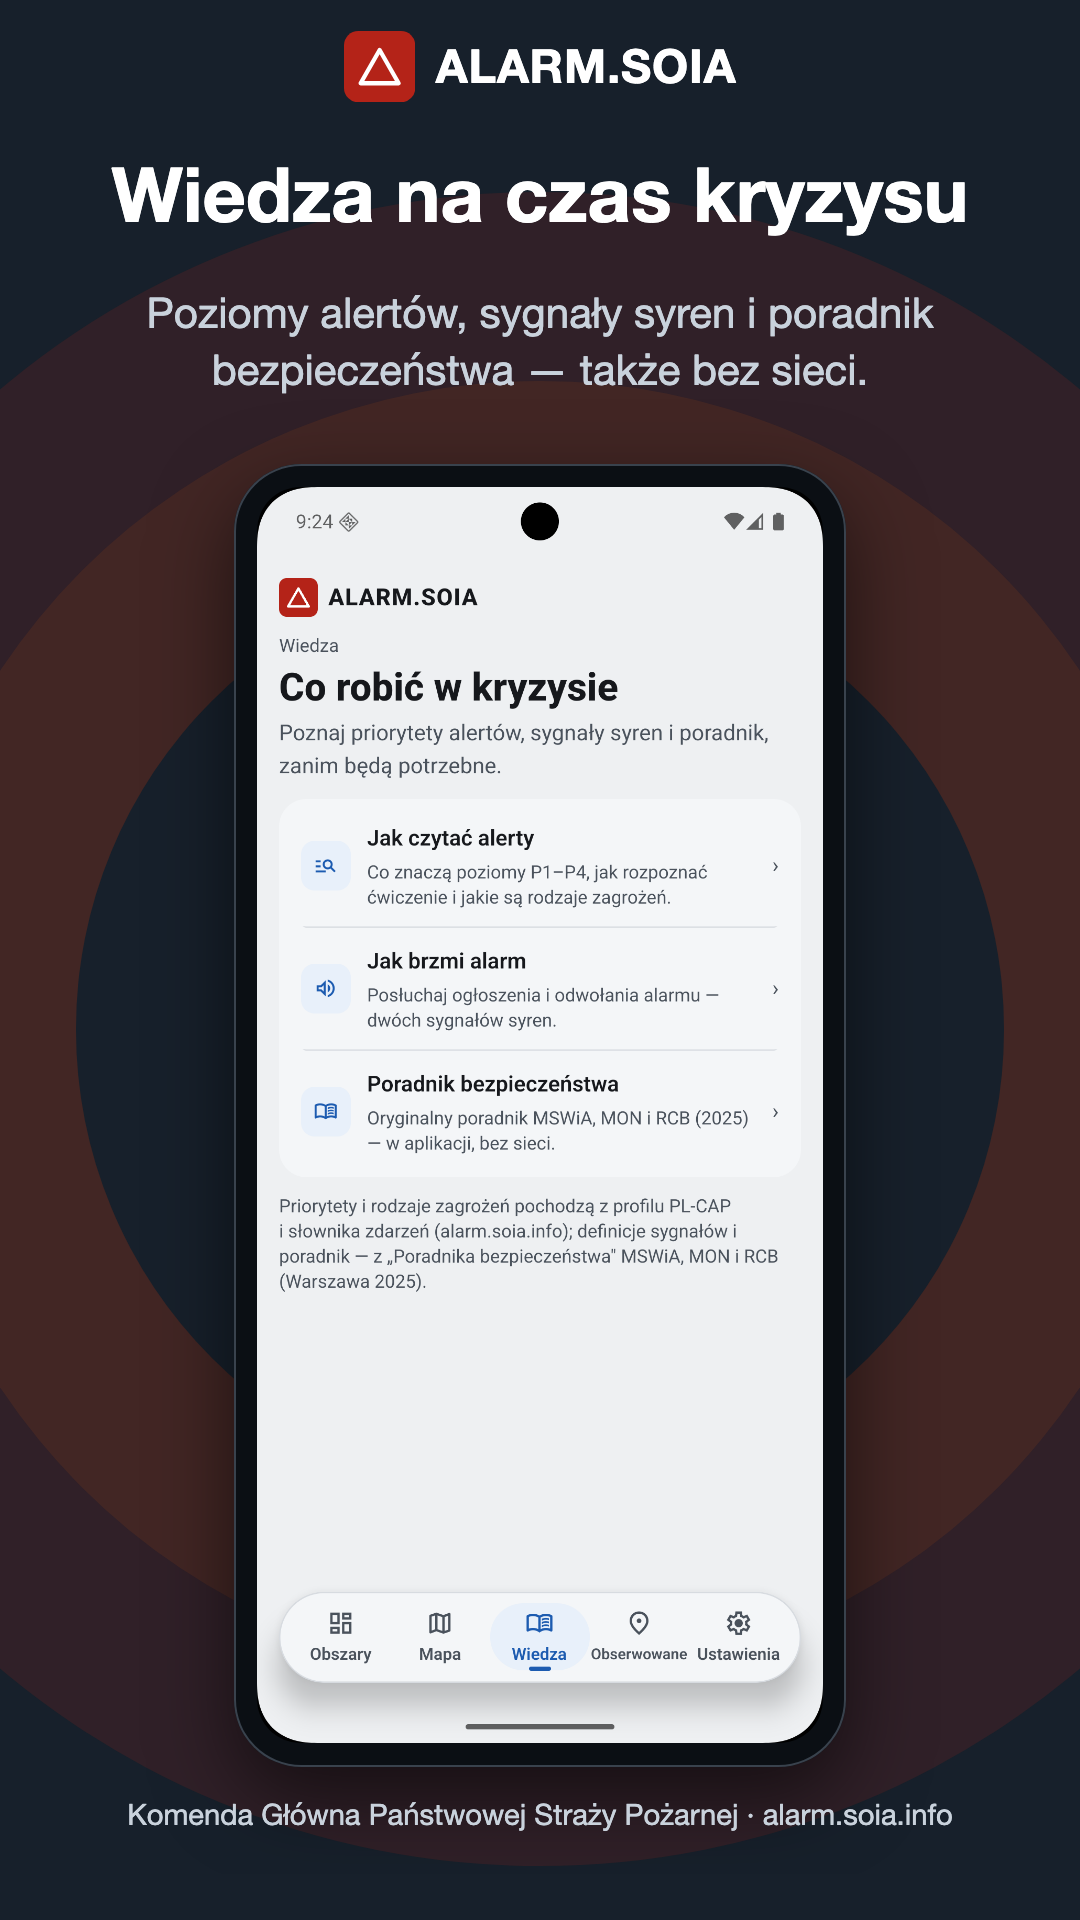 ALARM.SOIA
Wiedza na czas kryzysu
Poziomy alertów, sygnały syren i poradnik
bezpieczeństwa — także bez sieci.
9:24
ALARM.SOIA
Wiedza
Co robić w kryzysie
Poznaj priorytety alertów, sygnały syren i poradnik,
zanim będą potrzebne.
Jak czytać alerty
Co znaczą poziomy P1–P4, jak rozpoznać
ćwiczenie i jakie są rodzaje zagrożeń.
Jak brzmi alarm
Posłuchaj ogłoszenia i odwołania alarmu —
dwóch sygnałów syren.
Poradnik bezpieczeństwa
Oryginalny poradnik MSWiA, MON i RCB (2025)
— w aplikacji, bez sieci.
Priorytety i rodzaje zagrożeń pochodzą z profilu PL-CAP
i słownika zdarzeń (alarm.soia.info); definicje sygnałów i
poradnik — z „Poradnika bezpieczeństwa" MSWiA, MON i RCB
(Warszawa 2025).
Obszary Mapa Wiedza Obserwowane Ustawienia
Komenda Główna Państwowej Straży Pożarnej · alarm.soia.info